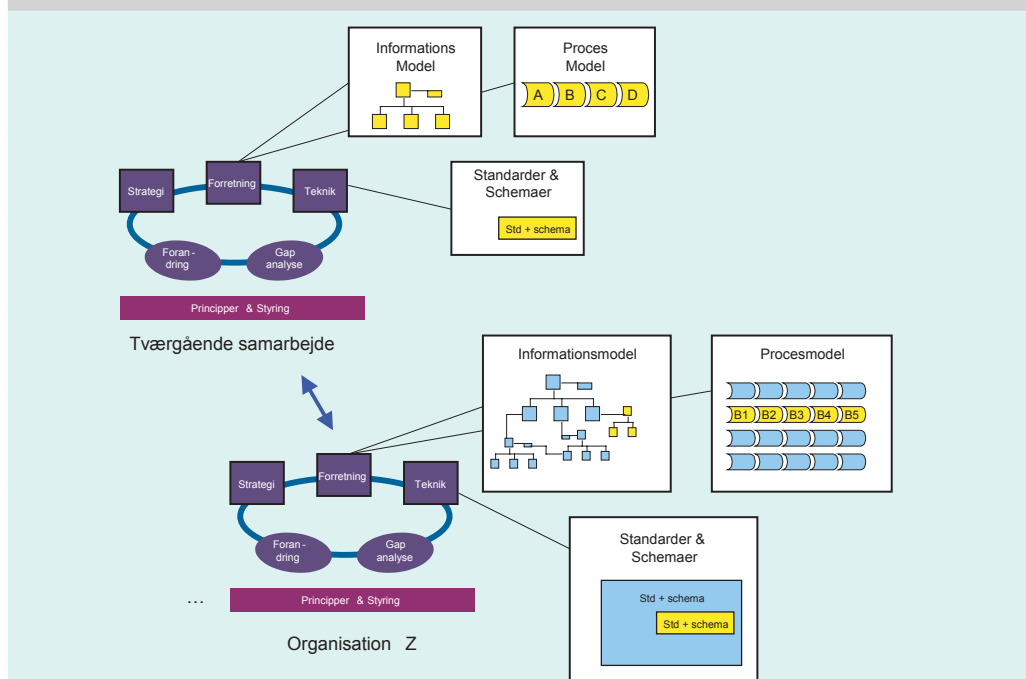 Informations
Model
Proces
Model
A B C D
Standarder &
Schemaer
Std + schema
Strategi
Forretning
Teknik
Foran -
dring
Gap
analyse
Principper & Styring
Tværgående samarbejde
Informationsmodel
Procesmodel
B1 B2 B3 B4 B5
Standarder &
Schemaer
Std + schema
Std + schema
Strategi
Forretning
Teknik
Foran -
dring
Gap
analyse
...
Principper & Styring
Organisation Z